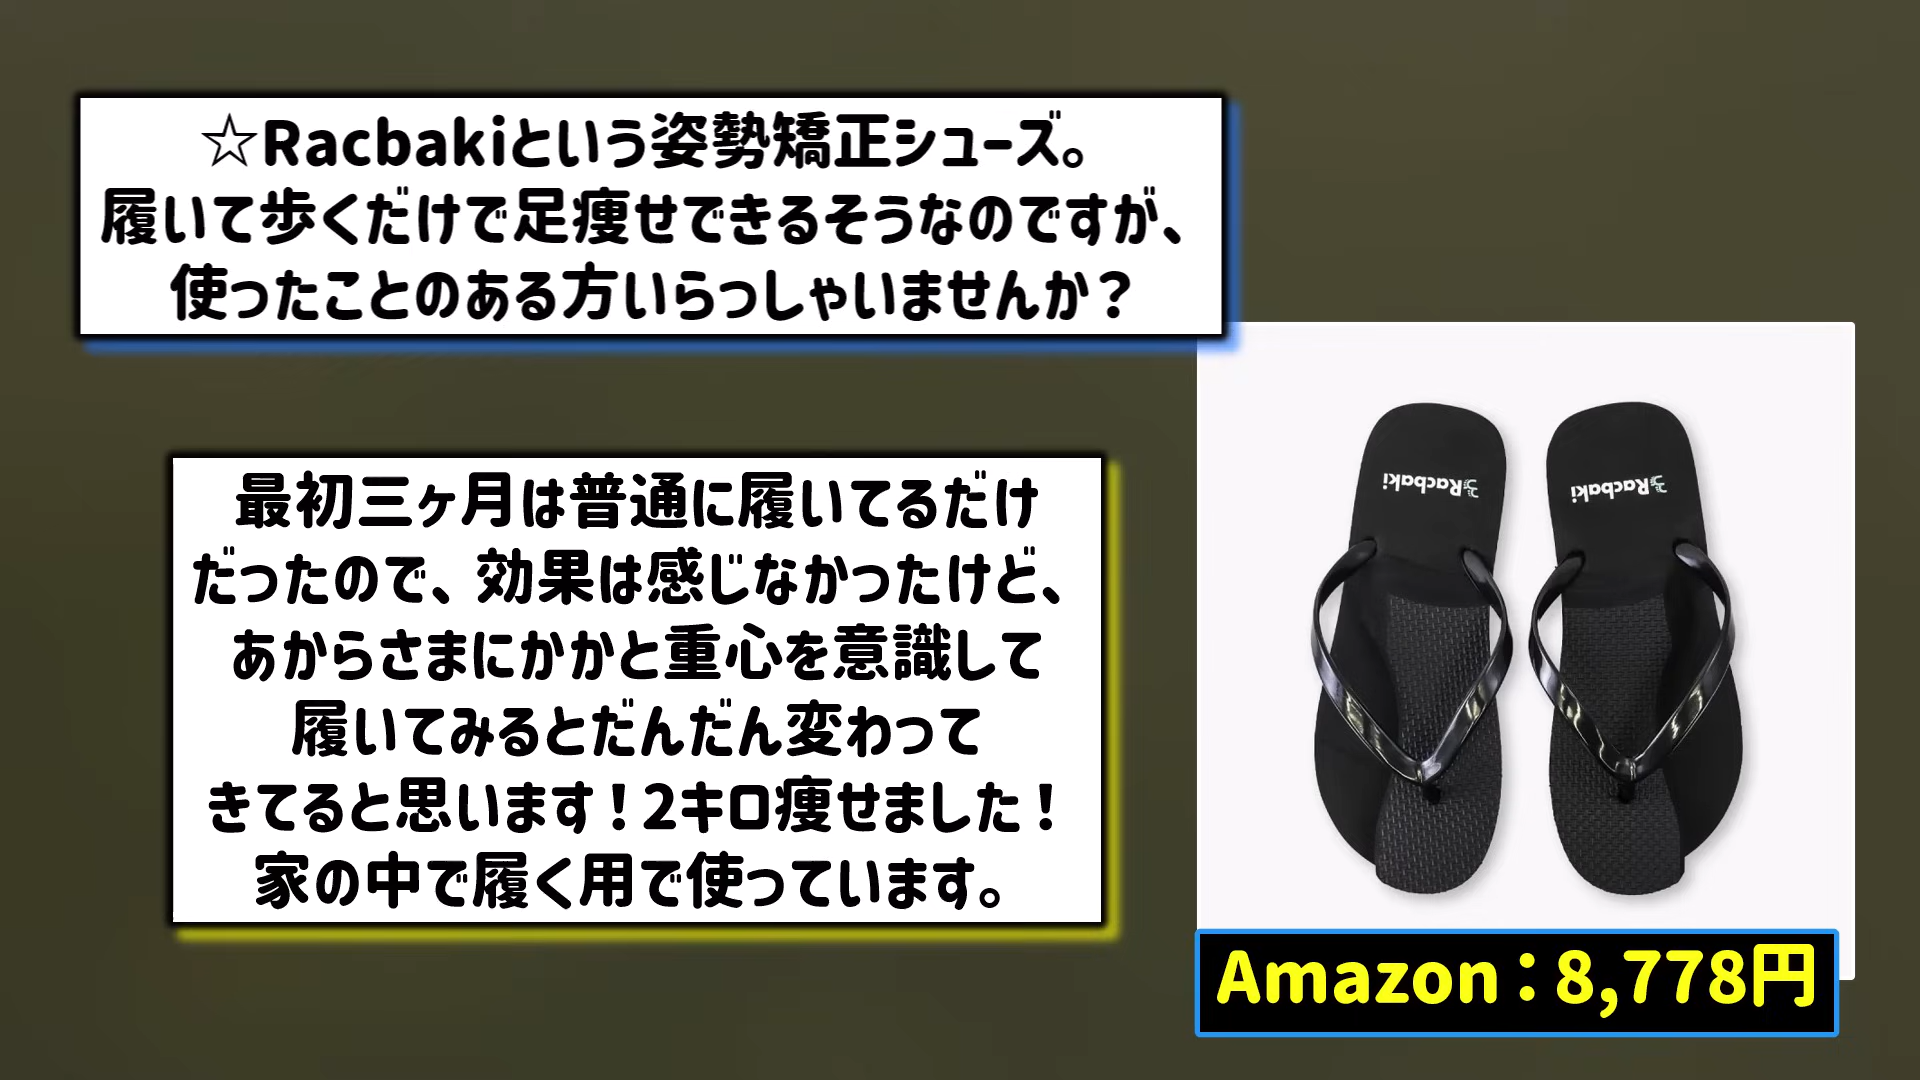 ☆Racbakiという姿勢矯正シューズ。
履いて歩くだけで足痩せできるそうなのですが、
使ったことのある方いらっしゃいませんか？
最初三ヶ月は普通に履いてるだけ
だったので、効果は感じなかったけど、
あからさまにかかと重心を意識して
履いてみるとだんだん変わって
きてると思います！2キロ痩せました！
家の中で履く用で使っています。
Racbaki
Racbaki
Amazon：8,778円